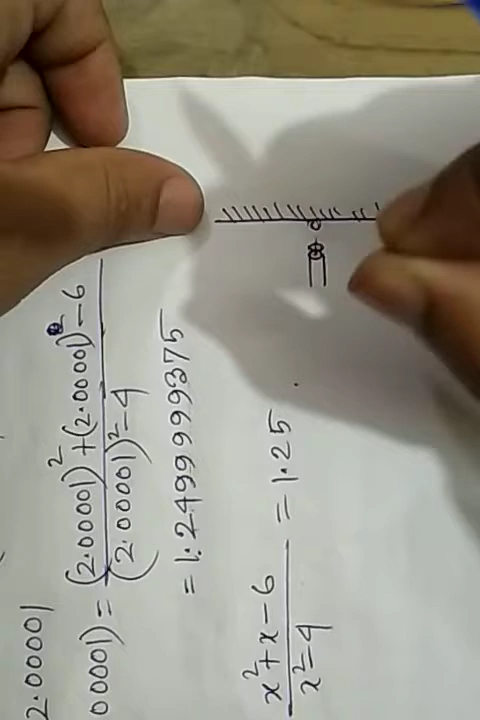 2.00001
00001) = (2.00001)² + (2.00001) - 6
(2.00001)² - 4
= 1.2499999375
x² + x - 6
x² - 4
= 1.25